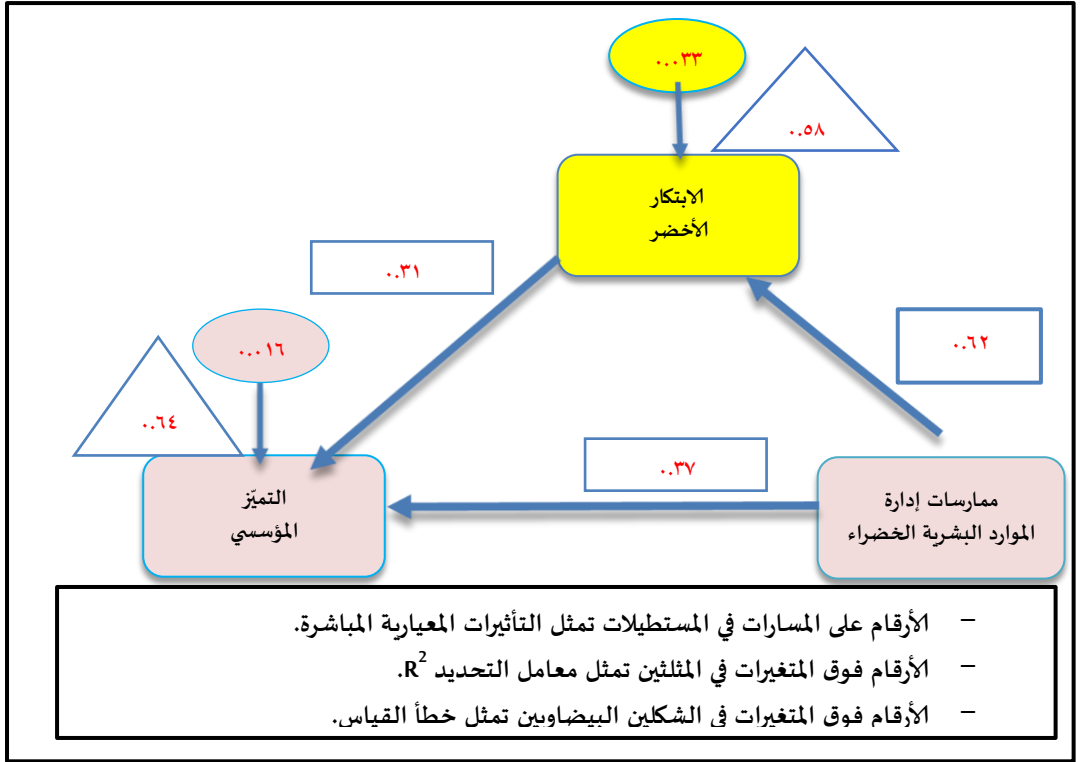 ٠.٠٣٣
٠.٥٨
الابتكار
الأخضر
٠.٣١
٠.٠١٦
٠.٦٢
٠.٦٤
٠.٣٧
التميّز
المؤسسي
ممارسات إدارة
الموارد البشرية الخضراء
– الأرقام على المسارات في المستطيلات تمثل التأثيرات المعيارية المباشرة.
– الأرقام فوق المتغيرات في المثلثين تمثل معامل التحديد R².
– الأرقام فوق المتغيرات في الشكلين البيضاويين تمثل خطأ القياس.